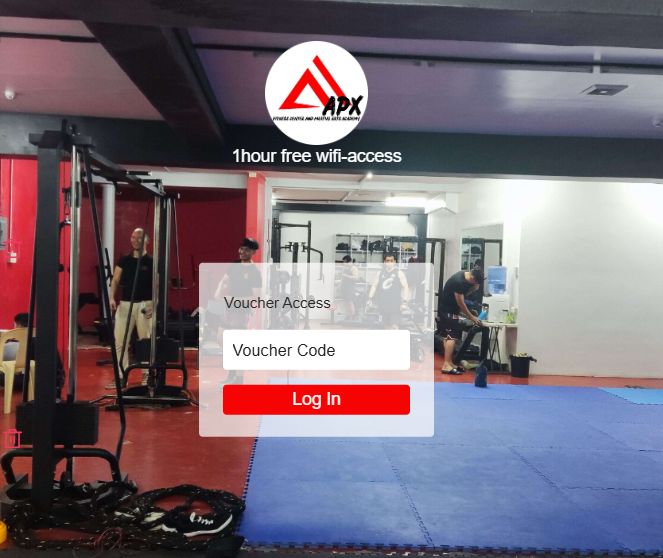 APX
FITNESS CENTER AND MARTIAL ARTS ACADEMY
1hour free wifi-access
Voucher Access
Voucher Code
Log In